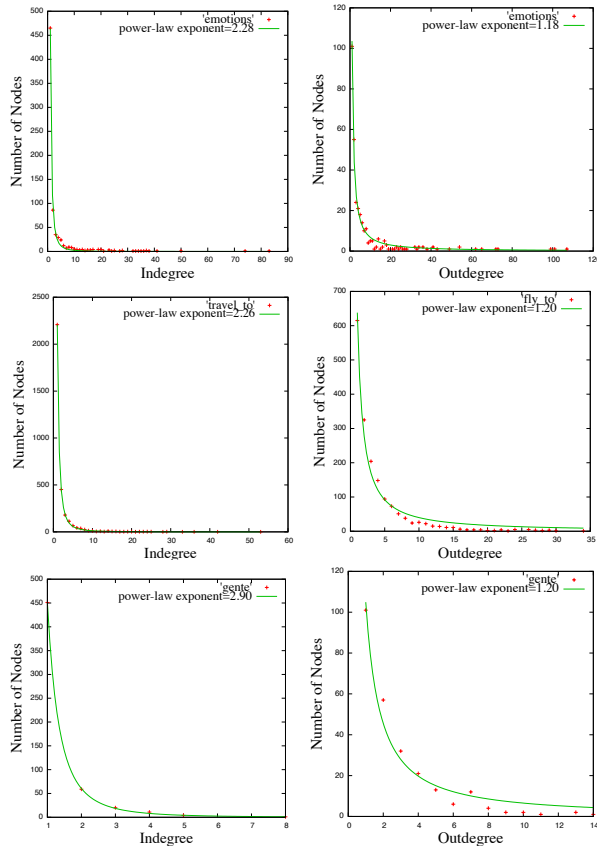 'emotions'
power-law exponent=2.28
Number of Nodes
500
450
400
350
300
250
200
150
100
50
0
0 10 20 30 40 50 60 70 80 90
Indegree
'emotions'
power-law exponent=1.18
Number of Nodes
120
100
80
60
40
20
0
0 20 40 60 80 100 120
Outdegree
'travel_to'
power-law exponent=2.26
Number of Nodes
2500
2000
1500
1000
500
0
0 10 20 30 40 50 60
Indegree
'fly_to'
power-law exponent=1.20
Number of Nodes
700
600
500
400
300
200
100
0
0 5 10 15 20 25 30 35
Outdegree
'gente'
power-law exponent=2.90
Number of Nodes
500
450
400
350
300
250
200
150
100
50
0
1 2 3 4 5 6 7 8
Indegree
'gente'
power-law exponent=1.20
Number of Nodes
120
100
80
60
40
20
0
0 2 4 6 8 10 12 14
Outdegree